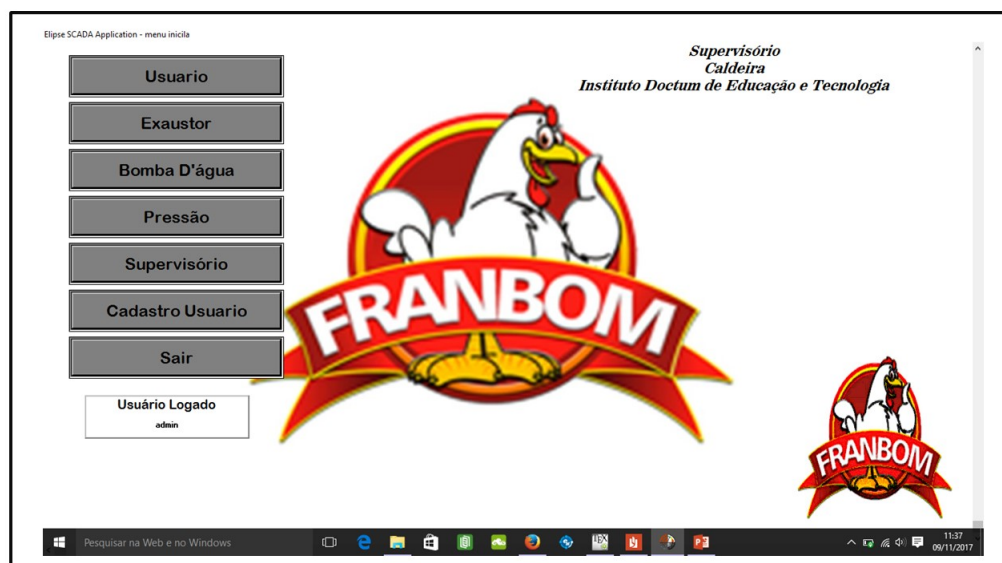 Elipse SCADA Application - menu inicila
Supervisório
Caldeira
Instituto Doctum de Educação e Tecnologia
Usuario
Exaustor
Bomba D'água
Pressão
Supervisório
Cadastro Usuario
Sair
Usuário Logado
admin
FRANBOM
FRANBOM
Pesquisar na Web e no Windows
11:37
09/11/2017